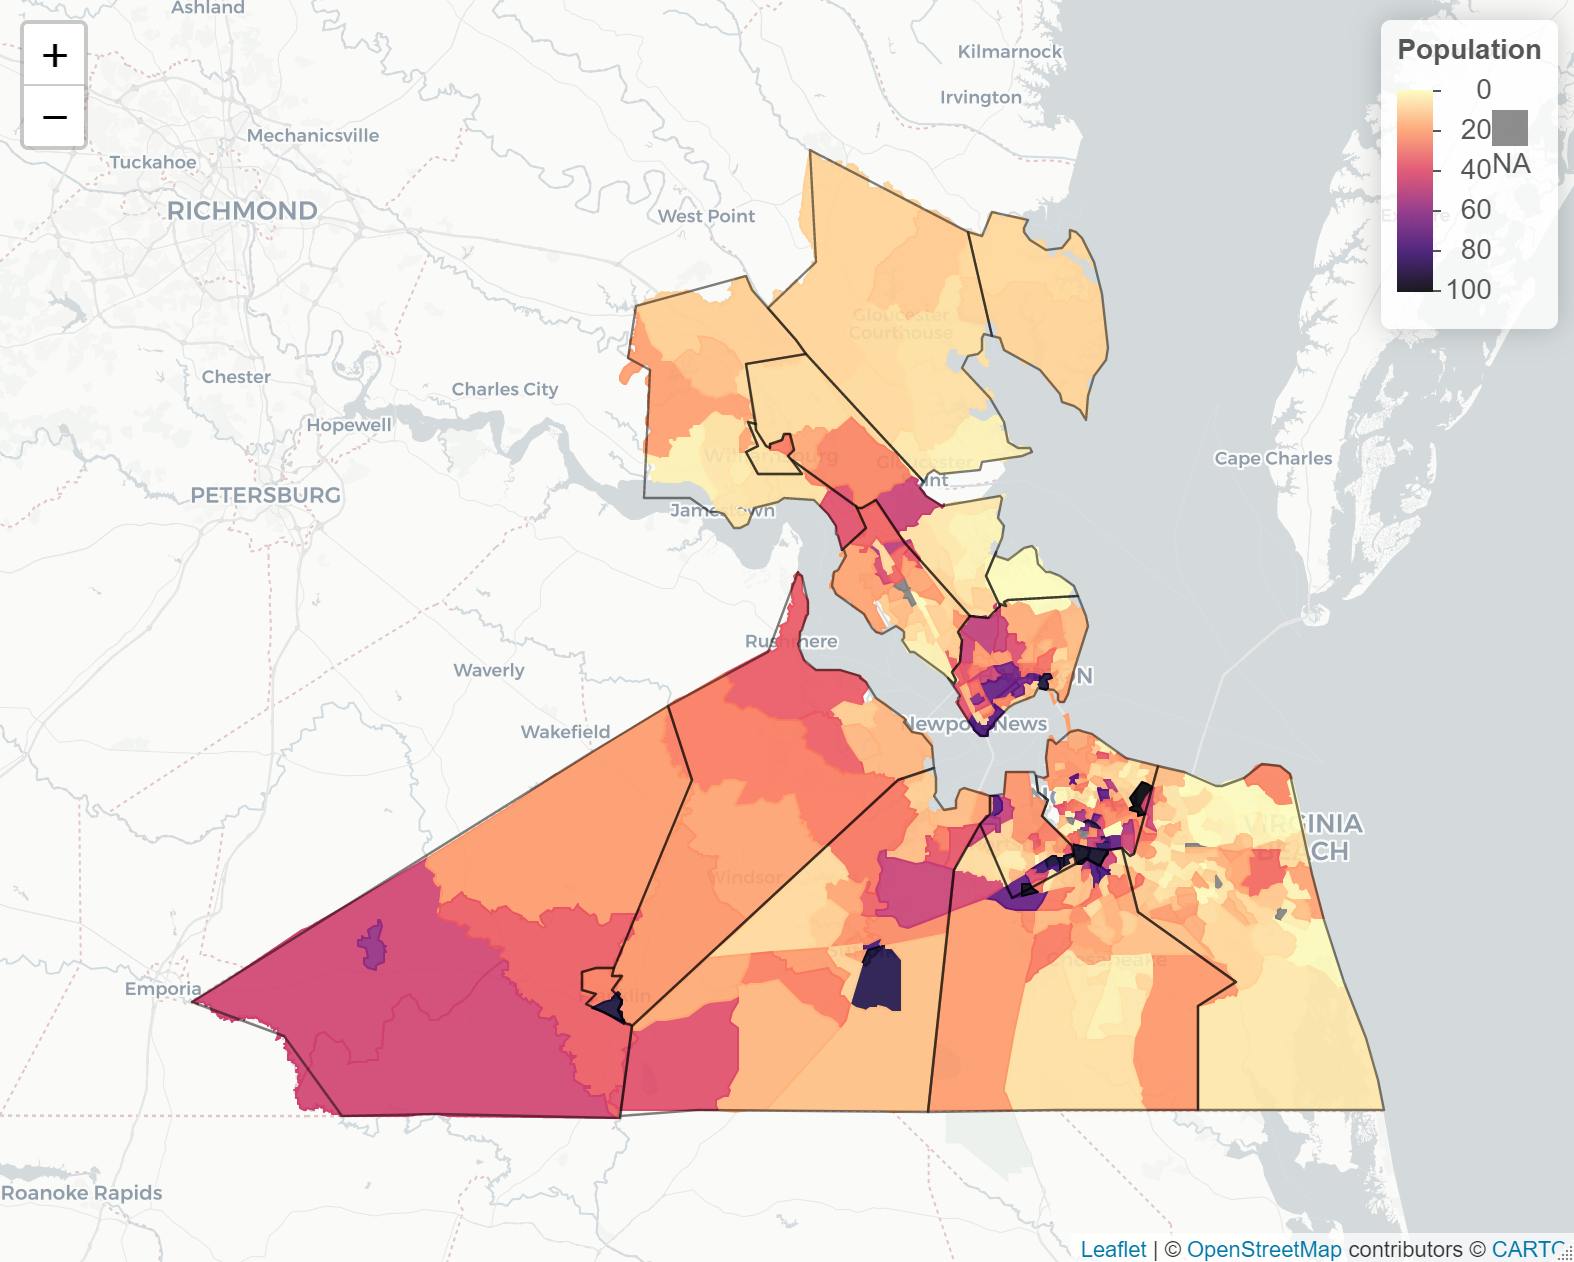 Ashland
+
−
Kilmarnock
Irvington
Population
0
20
40
60
80
100
NA
Mechanicsville
Tuckahoe
RICHMOND
West Point
Gloucester
Courthouse
Chester
Charles City
Hopewell
Williamsburg
Gloucester
Cape Charles
PETERSBURG
Jamestown
Rushmere
Waverly
Wakefield
Newport News
VIRGINIA
BEACH
Windsor
Chesapeake
Emporia
Franklin
Roanoke Rapids
Leaflet | © OpenStreetMap contributors © CARTO